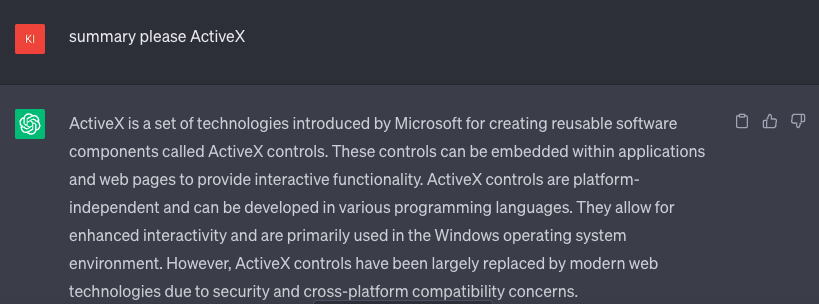 KI
summary please ActiveX
ActiveX is a set of technologies introduced by Microsoft for creating reusable software
components called ActiveX controls. These controls can be embedded within applications
and web pages to provide interactive functionality. ActiveX controls are platform-
independent and can be developed in various programming languages. They allow for
enhanced interactivity and are primarily used in the Windows operating system
environment. However, ActiveX controls have been largely replaced by modern web
technologies due to security and cross-platform compatibility concerns.